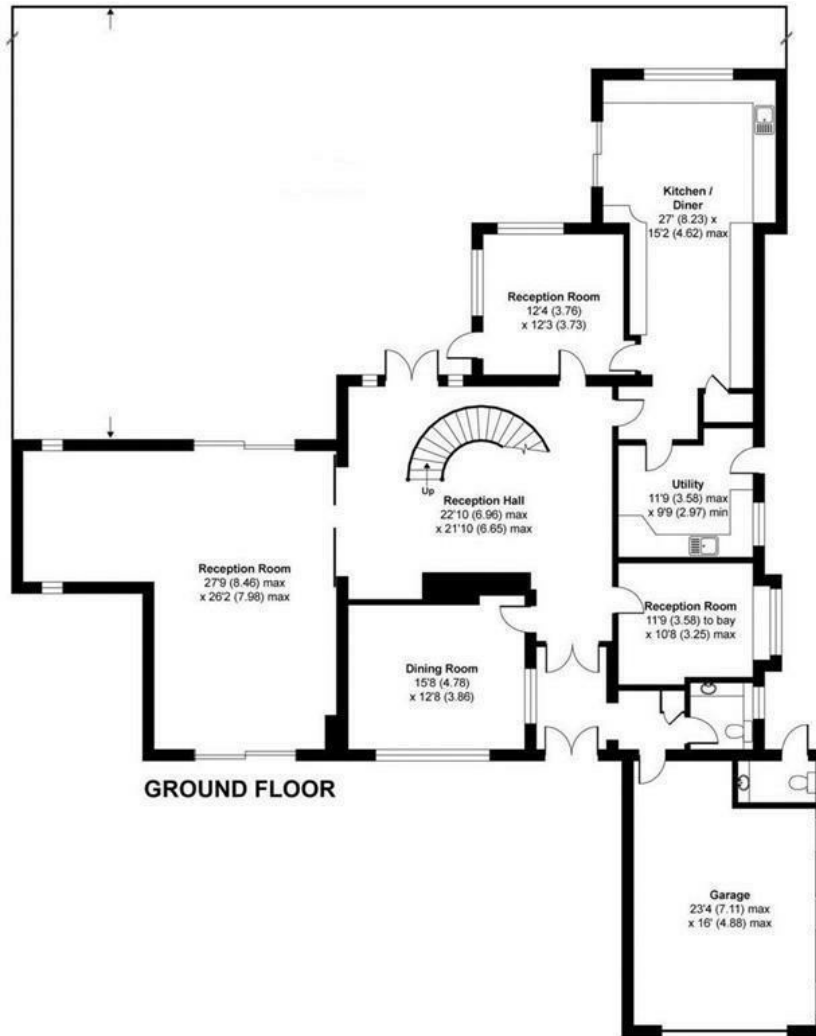 Kitchen /
Diner
27' (8.23) x
15'2 (4.62) max
Reception Room
12'4 (3.76)
x 12'3 (3.73)
Up
Reception Hall
22'10 (6.96) max
x 21'10 (6.65) max
Utility
11'9 (3.58) max
x 9'9 (2.97) min
Reception Room
27'9 (8.46) max
x 26'2 (7.98) max
Reception Room
11'9 (3.58) to bay
x 10'8 (3.25) max
Dining Room
15'8 (4.78)
x 12'8 (3.86)
GROUND FLOOR
Garage
23'4 (7.11) max
x 16' (4.88) max